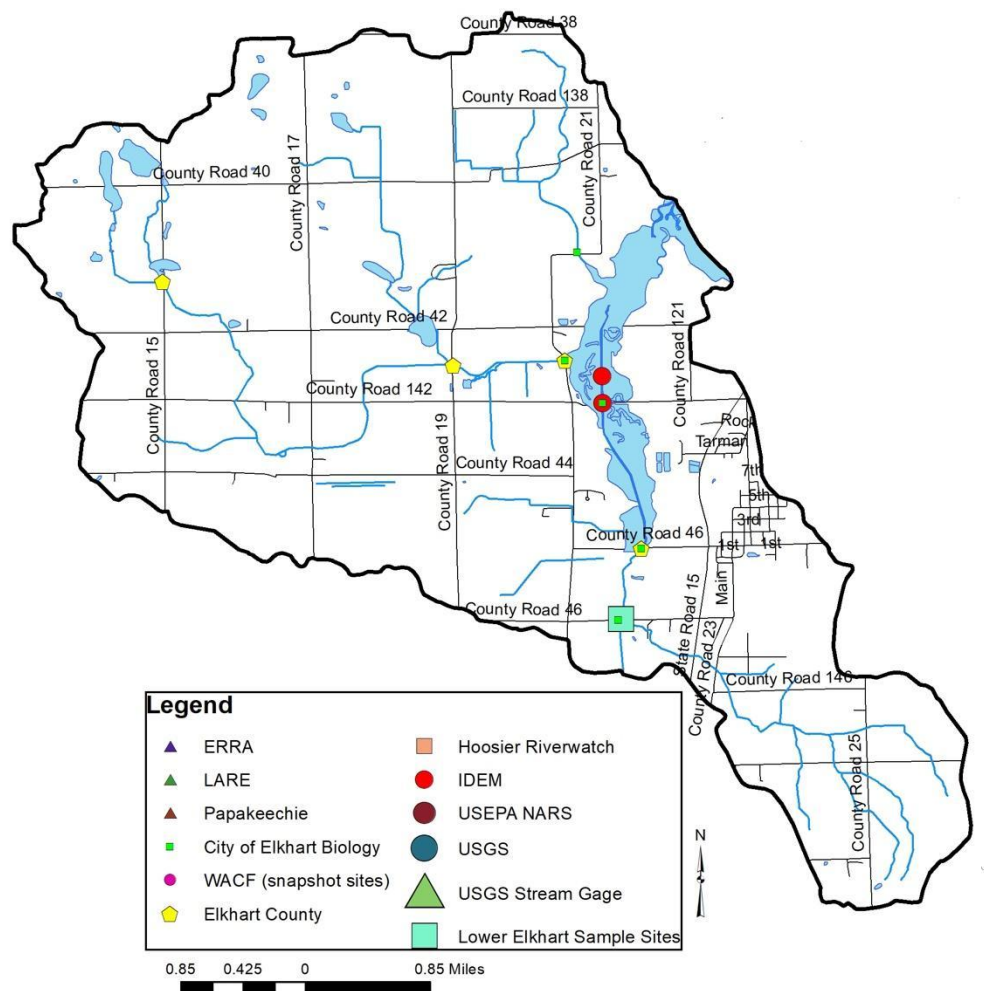 County Road 38
County Road 138
County Road 21
County Road 17
County Road 40
County Road 42
County Road 121
County Road 15
County Road 142
County Road 19
Rock
Tarman
County Road 44
7th
5th
3rd
County Road 46
1st
1st
Main
County Road 46
State Road 15
County Road 23
County Road 146
County Road 25
Legend
ERRA
LARE
Papakeechie
City of Elkhart Biology
WACF (snapshot sites)
Elkhart County
Hoosier Riverwatch
IDEM
USEPA NARS
USGS
USGS Stream Gage
Lower Elkhart Sample Sites
N
0.85 0.425 0 0.85 Miles